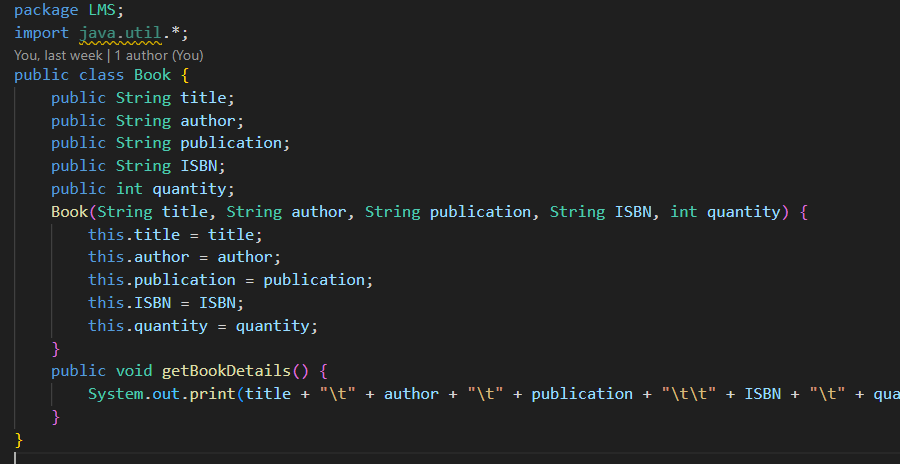 package LMS;
import java.util.*;
You, last week | 1 author (You)
public class Book {
    public String title;
    public String author;
    public String publication;
    public String ISBN;
    public int quantity;
    Book(String title, String author, String publication, String ISBN, int quantity) {
        this.title = title;
        this.author = author;
        this.publication = publication;
        this.ISBN = ISBN;
        this.quantity = quantity;
    }
    public void getBookDetails() {
        System.out.print(title + "\t" + author + "\t" + publication + "\t\t" + ISBN + "\t" + qua
    }
}